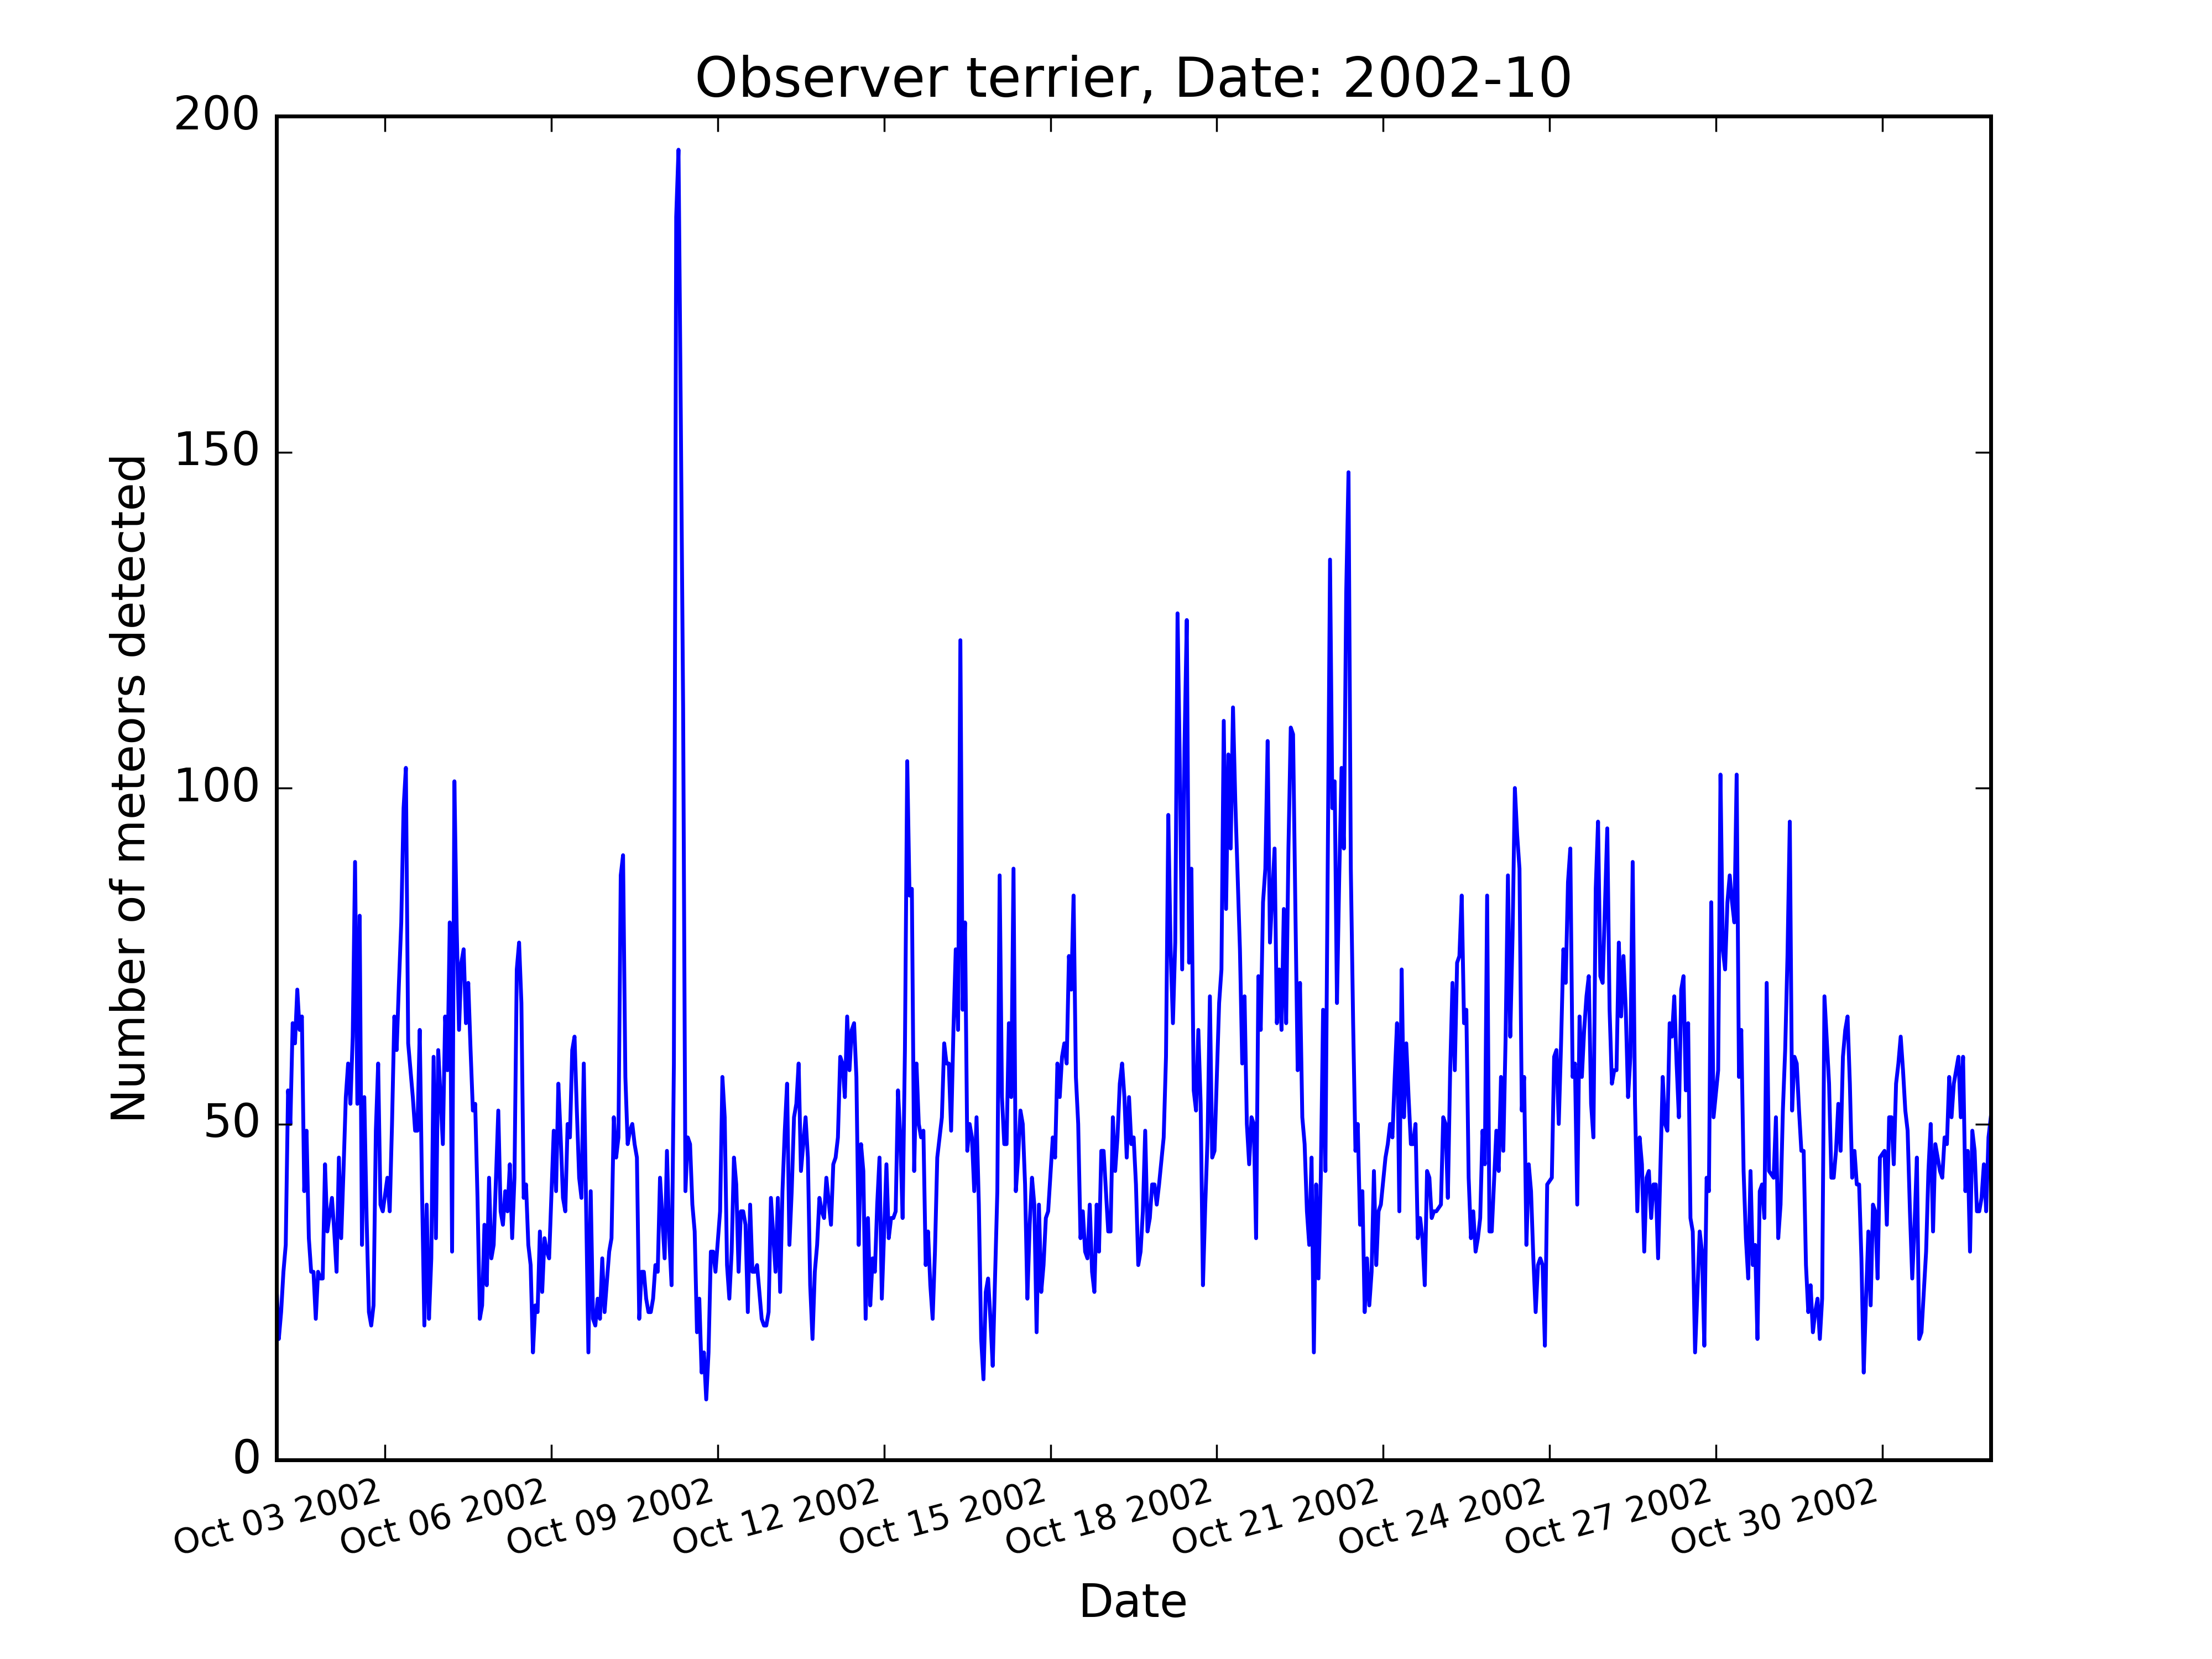 Observer terrier, Date: 2002-10
200
150
100
50
0
Number of meteors detected
Oct 03 2002
Oct 06 2002
Oct 09 2002
Oct 12 2002
Oct 15 2002
Oct 18 2002
Oct 21 2002
Oct 24 2002
Oct 27 2002
Oct 30 2002
Date